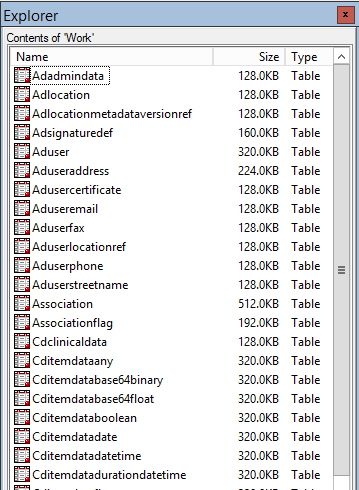 Explorer
Contents of 'Work'
Name Size Type
Adadmindata 128.0KB Table
Adlocation 128.0KB Table
Adlocationmetadataversionref 128.0KB Table
Adsignaturedef 160.0KB Table
Aduser 320.0KB Table
Aduseraddress 224.0KB Table
Adusercertificate 128.0KB Table
Aduseremail 128.0KB Table
Aduserfax 128.0KB Table
Aduserlocationref 128.0KB Table
Aduserphone 128.0KB Table
Aduserstreetname 128.0KB Table
Association 512.0KB Table
Associationflag 192.0KB Table
Cdclinicaldata 128.0KB Table
Cditemdataany 320.0KB Table
Cditemdatabase64binary 320.0KB Table
Cditemdatabase64float 320.0KB Table
Cditemdataboolean 320.0KB Table
Cditemdatadate 320.0KB Table
Cditemdatadatetime 320.0KB Table
Cditemdatadurationdatetime 320.0KB Table